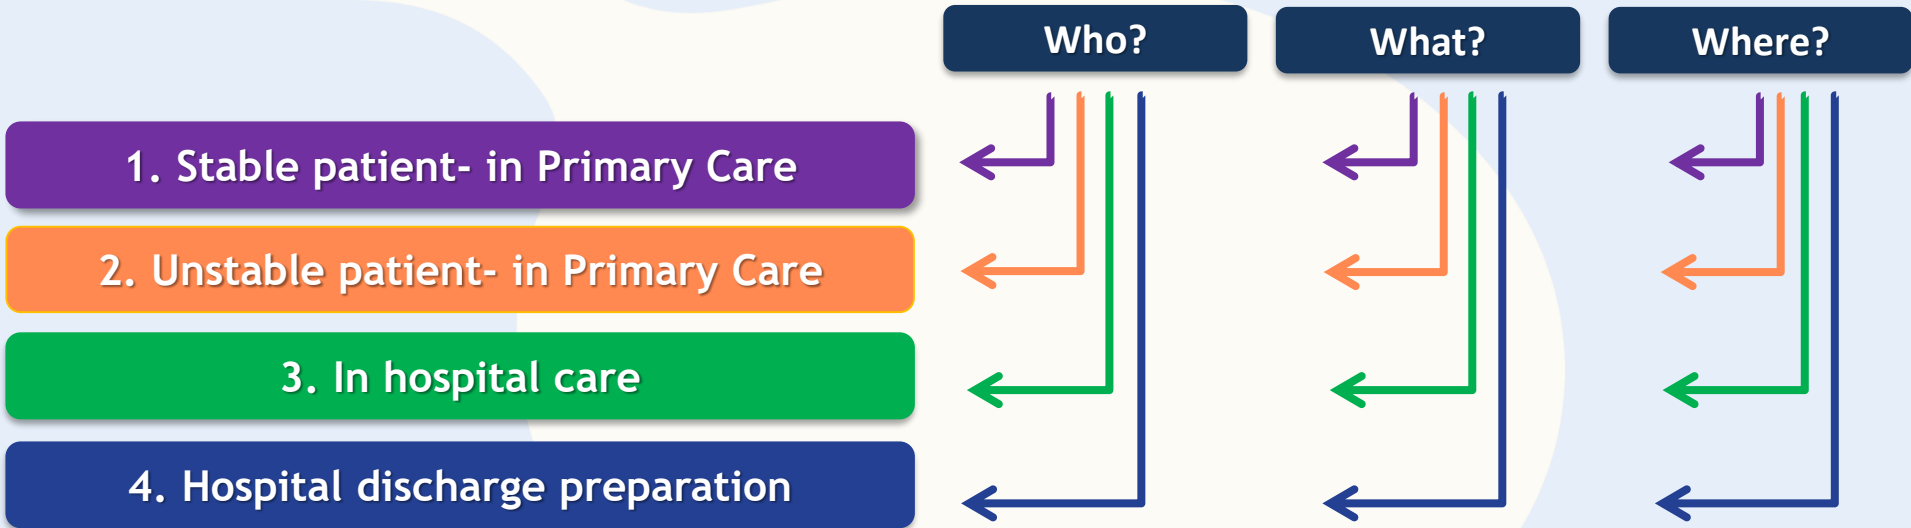 Who?
What?
Where?
1. Stable patient- in Primary Care
2. Unstable patient- in Primary Care
3. In hospital care
4. Hospital discharge preparation